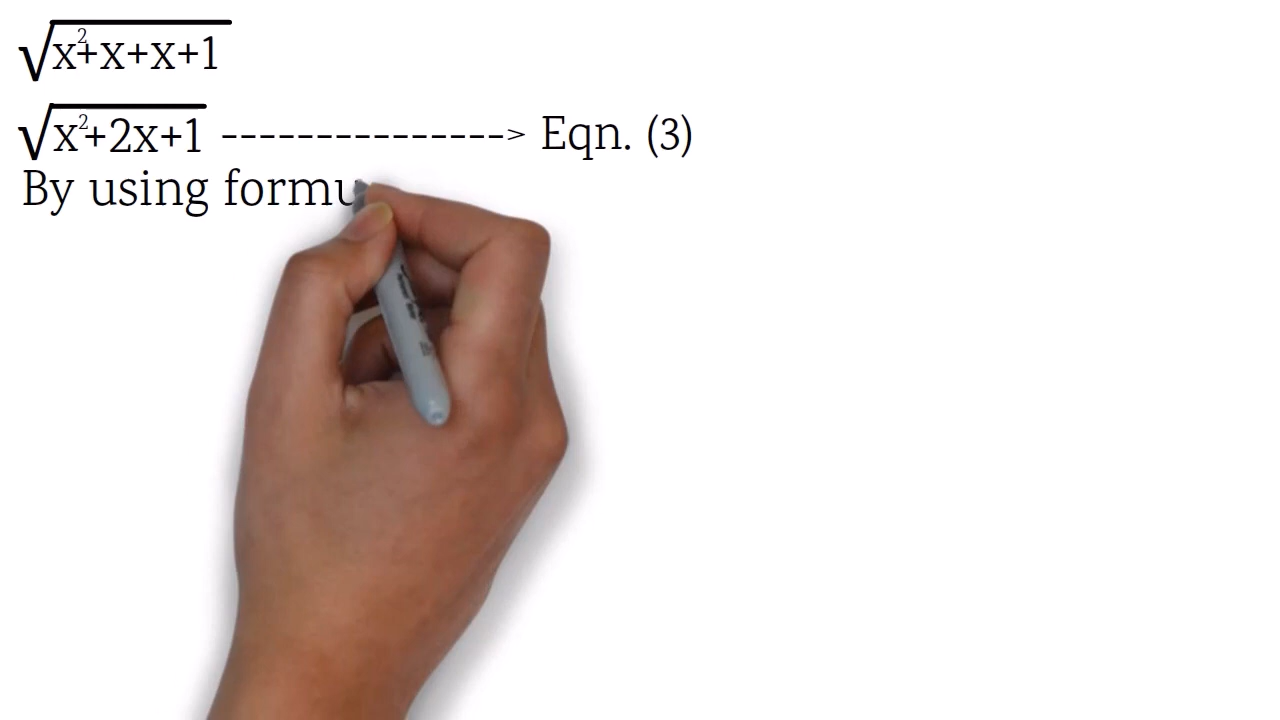 √x²+x+x+1
√x²+2x+1 ---------------> Eqn. (3)
By using formu